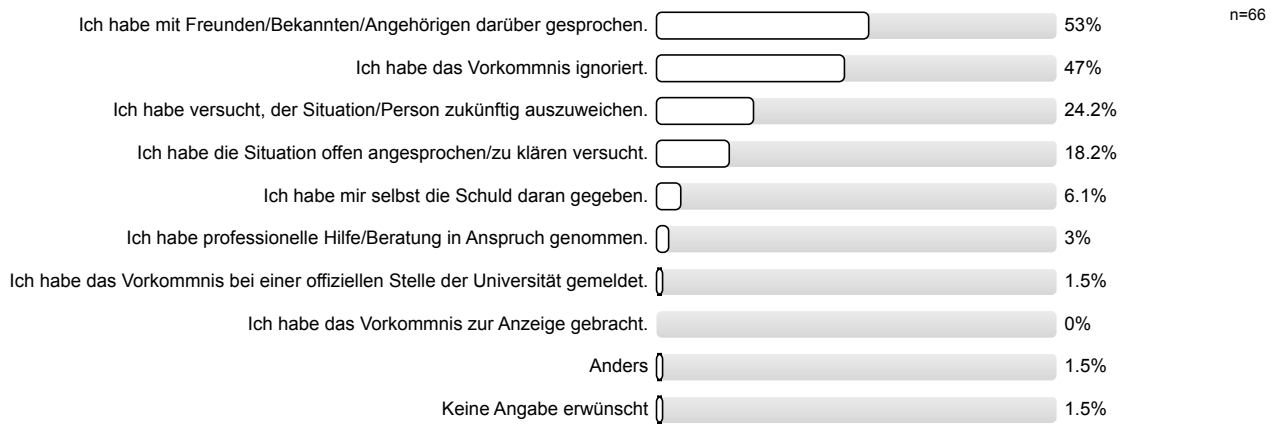 n=66
Ich habe mit Freunden/Bekannten/Angehörigen darüber gesprochen. 53%
Ich habe das Vorkommnis ignoriert. 47%
Ich habe versucht, der Situation/Person zukünftig auszuweichen. 24.2%
Ich habe die Situation offen angesprochen/zu klären versucht. 18.2%
Ich habe mir selbst die Schuld daran gegeben. 6.1%
Ich habe professionelle Hilfe/Beratung in Anspruch genommen. 3%
Ich habe das Vorkommnis bei einer offiziellen Stelle der Universität gemeldet. 1.5%
Ich habe das Vorkommnis zur Anzeige gebracht. 0%
Anders 1.5%
Keine Angabe erwünscht 1.5%